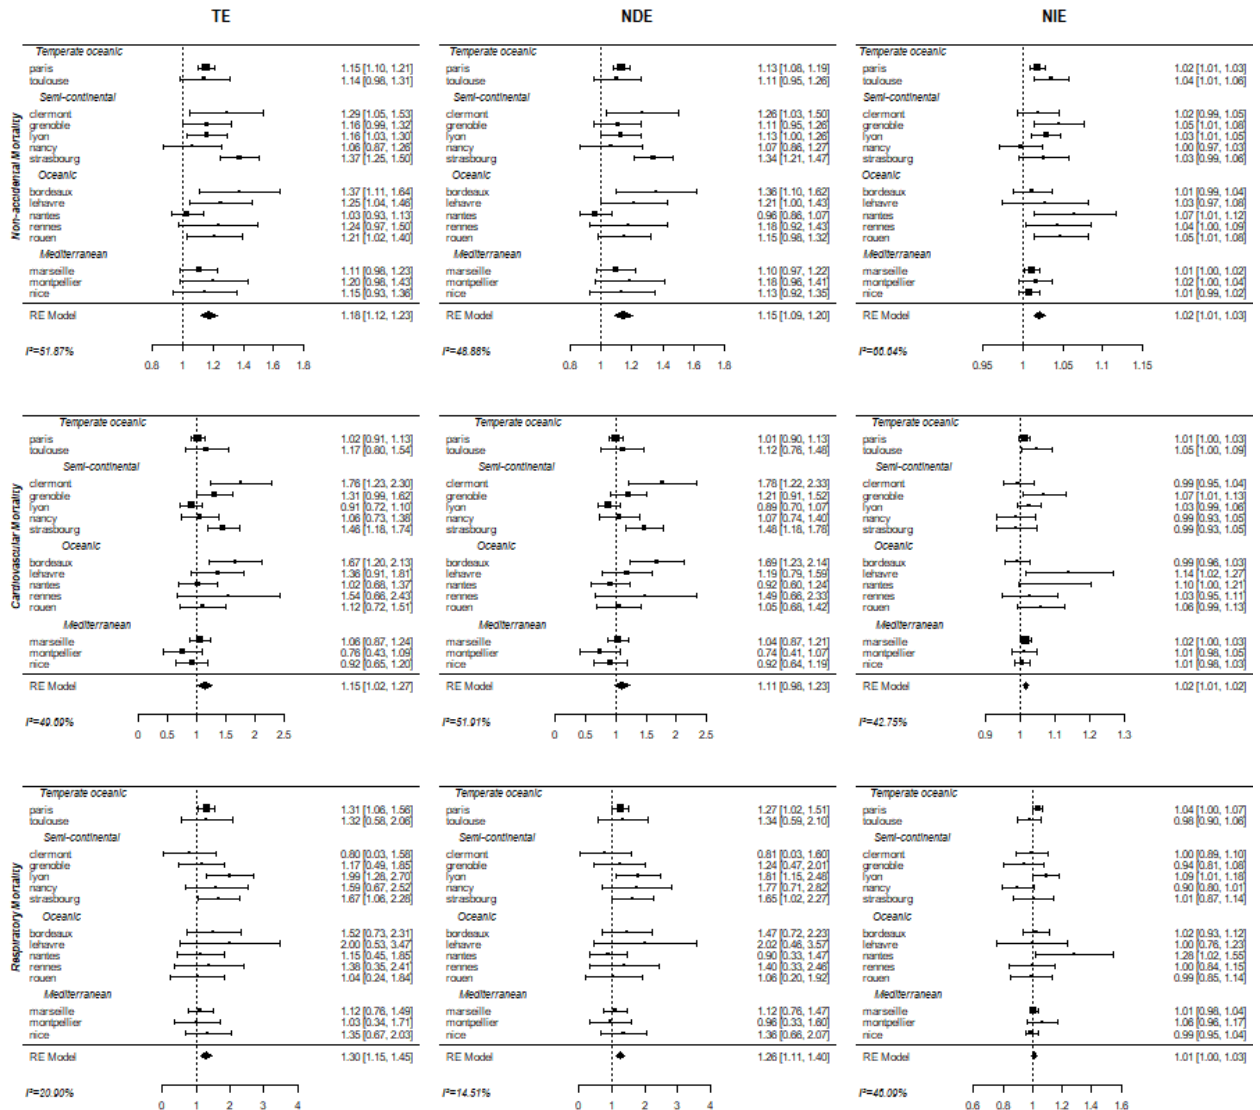 TE NDE NIE
Non-accidental Mortality
Temperate oceanic Temperate oceanic Temperate oceanic
paris 1.15 [1.10, 1.21] 1.13 [1.08, 1.19] 1.02 [1.01, 1.03]
toulouse 1.14 [0.98, 1.31] 1.11 [0.95, 1.26] 1.04 [1.01, 1.06]
Semi-continental Semi-continental Semi-continental
clermont 1.29 [1.05, 1.53] clermont 1.26 [1.03, 1.50] clermont 1.02 [0.99, 1.05]
grenoble 1.16 [0.99, 1.32] grenoble 1.11 [0.95, 1.26] grenoble 1.05 [1.01, 1.08]
lyon 1.16 [1.03, 1.30] lyon 1.13 [1.00, 1.26] lyon 1.03 [1.01, 1.05]
nancy 1.06 [0.87, 1.26] nancy 1.07 [0.86, 1.27] nancy 1.00 [0.97, 1.03]
strasbourg 1.37 [1.25, 1.50] strasbourg 1.34 [1.21, 1.47] strasbourg 1.03 [0.99, 1.06]
Oceanic Oceanic Oceanic
bordeaux 1.37 [1.11, 1.64] bordeaux 1.36 [1.10, 1.62] bordeaux 1.01 [0.99, 1.04]
lehavre 1.25 [1.04, 1.46] lehavre 1.21 [1.00, 1.43] lehavre 1.03 [0.97, 1.08]
nantes 1.03 [0.93, 1.13] nantes 0.96 [0.86, 1.07] nantes 1.07 [1.01, 1.12]
rennes 1.24 [0.97, 1.50] rennes 1.18 [0.92, 1.43] rennes 1.04 [1.00, 1.09]
rouen 1.21 [1.02, 1.40] rouen 1.15 [0.98, 1.32] rouen 1.05 [1.01, 1.08]
Mediterranean Mediterranean Mediterranean
marseille 1.11 [0.98, 1.23] marseille 1.10 [0.97, 1.22] marseille 1.01 [1.00, 1.02]
montpellier 1.20 [0.98, 1.43] montpellier 1.18 [0.96, 1.41] montpellier 1.02 [1.00, 1.04]
nice 1.15 [0.93, 1.36] nice 1.13 [0.92, 1.35] nice 1.01 [0.99, 1.02]
RE Model 1.18 [1.12, 1.23] RE Model 1.15 [1.09, 1.20] RE Model 1.02 [1.01, 1.03]
I²=51.87% I²=48.88% I²=66.64%
0.8 1 1.2 1.4 1.6 1.8 0.8 1 1.2 1.4 1.6 1.8 0.95 1 1.05 1.1 1.15
Cardiovascular Mortality
Temperate oceanic Temperate oceanic Temperate oceanic
paris 1.02 [0.91, 1.13] paris 1.01 [0.90, 1.13] paris 1.01 [1.00, 1.03]
toulouse 1.17 [0.80, 1.54] toulouse 1.12 [0.76, 1.48] toulouse 1.05 [1.00, 1.09]
Semi-continental Semi-continental Semi-continental
clermont 1.76 [1.23, 2.30] clermont 1.78 [1.22, 2.33] clermont 0.99 [0.95, 1.04]
grenoble 1.31 [0.99, 1.62] grenoble 1.21 [0.91, 1.52] grenoble 1.07 [1.01, 1.13]
lyon 0.91 [0.72, 1.10] lyon 0.89 [0.70, 1.07] lyon 1.03 [0.99, 1.06]
nancy 1.06 [0.73, 1.38] nancy 1.07 [0.74, 1.40] nancy 0.99 [0.93, 1.05]
strasbourg 1.46 [1.18, 1.74] strasbourg 1.48 [1.18, 1.78] strasbourg 0.99 [0.93, 1.05]
Oceanic Oceanic Oceanic
bordeaux 1.67 [1.20, 2.13] bordeaux 1.69 [1.23, 2.14] bordeaux 0.99 [0.96, 1.03]
lehavre 1.36 [0.91, 1.81] lehavre 1.19 [0.79, 1.59] lehavre 1.14 [1.02, 1.27]
nantes 1.02 [0.68, 1.37] nantes 0.92 [0.60, 1.24] nantes 1.10 [1.00, 1.21]
rennes 1.54 [0.66, 2.43] rennes 1.49 [0.66, 2.33] rennes 1.03 [0.95, 1.11]
rouen 1.12 [0.72, 1.51] rouen 1.05 [0.68, 1.42] rouen 1.06 [0.99, 1.13]
Mediterranean Mediterranean Mediterranean
marseille 1.06 [0.87, 1.24] marseille 1.04 [0.87, 1.21] marseille 1.02 [1.00, 1.03]
montpellier 0.76 [0.43, 1.09] montpellier 0.74 [0.41, 1.07] montpellier 1.01 [0.98, 1.05]
nice 0.92 [0.65, 1.20] nice 0.92 [0.64, 1.19] nice 1.01 [0.98, 1.03]
RE Model 1.15 [1.02, 1.27] RE Model 1.11 [0.98, 1.23] RE Model 1.02 [1.01, 1.02]
I²=49.69% I²=51.91% I²=42.75%
0 0.5 1 1.5 2 2.5 0 0.5 1 1.5 2 2.5 0.9 1 1.1 1.2 1.3
Respiratory Mortality
Temperate oceanic Temperate oceanic Temperate oceanic
paris 1.31 [1.06, 1.56] paris 1.27 [1.02, 1.51] paris 1.04 [1.00, 1.07]
toulouse 1.32 [0.58, 2.06] toulouse 1.34 [0.59, 2.10] toulouse 0.98 [0.90, 1.06]
Semi-continental Semi-continental Semi-continental
clermont 0.80 [0.03, 1.58] clermont 0.81 [0.03, 1.60] clermont 1.00 [0.89, 1.10]
grenoble 1.17 [0.49, 1.85] grenoble 1.24 [0.47, 2.01] grenoble 0.94 [0.81, 1.08]
lyon 1.99 [1.28, 2.70] lyon 1.81 [1.15, 2.48] lyon 1.09 [1.01, 1.18]
nancy 1.59 [0.67, 2.52] nancy 1.77 [0.71, 2.82] nancy 0.90 [0.80, 1.01]
strasbourg 1.67 [1.06, 2.28] strasbourg 1.65 [1.02, 2.27] strasbourg 1.01 [0.87, 1.14]
Oceanic Oceanic Oceanic
bordeaux 1.52 [0.73, 2.31] bordeaux 1.47 [0.72, 2.23] bordeaux 1.02 [0.93, 1.12]
lehavre 2.00 [0.53, 3.47] lehavre 2.02 [0.46, 3.57] lehavre 1.00 [0.76, 1.23]
nantes 1.15 [0.45, 1.85] nantes 0.90 [0.33, 1.47] nantes 1.28 [1.02, 1.55]
rennes 1.38 [0.35, 2.41] rennes 1.40 [0.33, 2.46] rennes 1.00 [0.84, 1.15]
rouen 1.04 [0.24, 1.84] rouen 1.06 [0.20, 1.92] rouen 0.99 [0.85, 1.14]
Mediterranean Mediterranean Mediterranean
marseille 1.12 [0.76, 1.49] marseille 1.12 [0.76, 1.47] marseille 1.01 [0.98, 1.04]
montpellier 1.03 [0.34, 1.71] montpellier 0.96 [0.33, 1.60] montpellier 1.06 [0.96, 1.17]
nice 1.35 [0.67, 2.03] nice 1.36 [0.66, 2.07] nice 0.99 [0.95, 1.04]
RE Model 1.30 [1.15, 1.45] RE Model 1.26 [1.11, 1.40] RE Model 1.01 [1.00, 1.03]
I²=20.90% I²=14.51% I²=46.09%
0 1 2 3 4 0 1 2 3 4 0.6 0.8 1 1.2 1.4 1.6